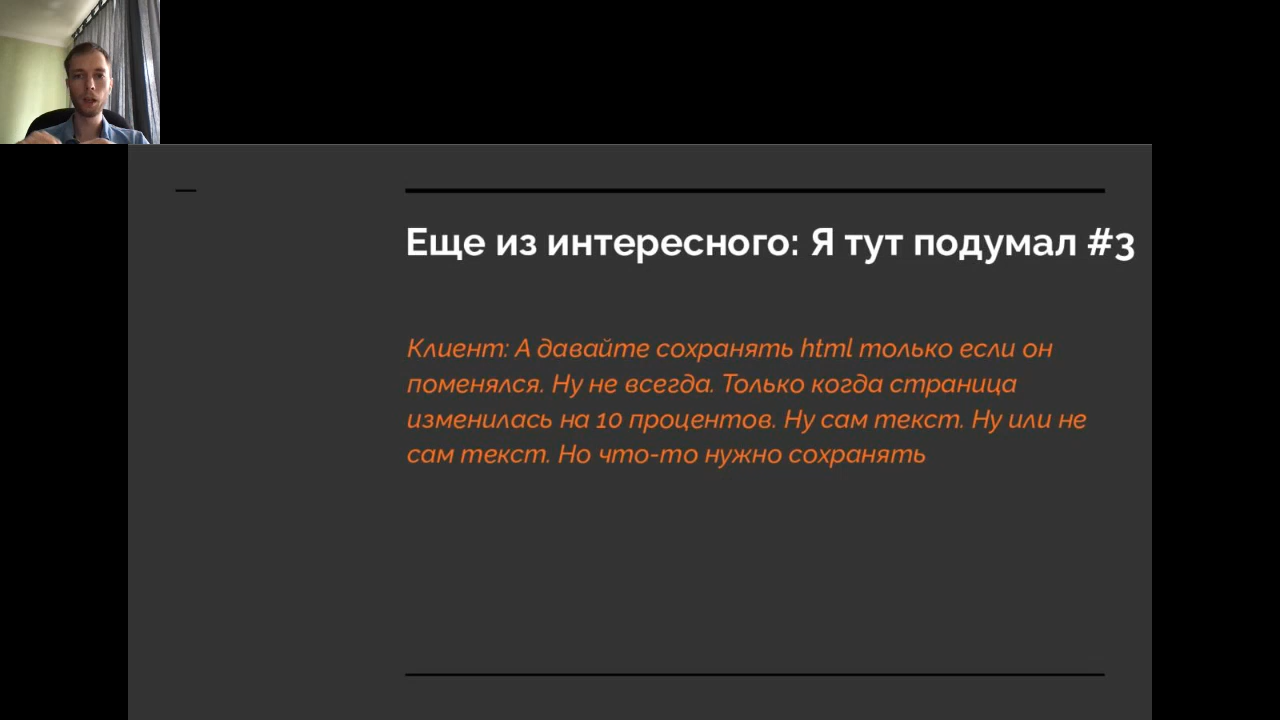 Еще из интересного: Я тут подумал #3
Клиент: А давайте сохранять html только если он
поменялся. Ну не всегда. Только когда страница
изменилась на 10 процентов. Ну сам текст. Ну или не
сам текст. Но что-то нужно сохранять